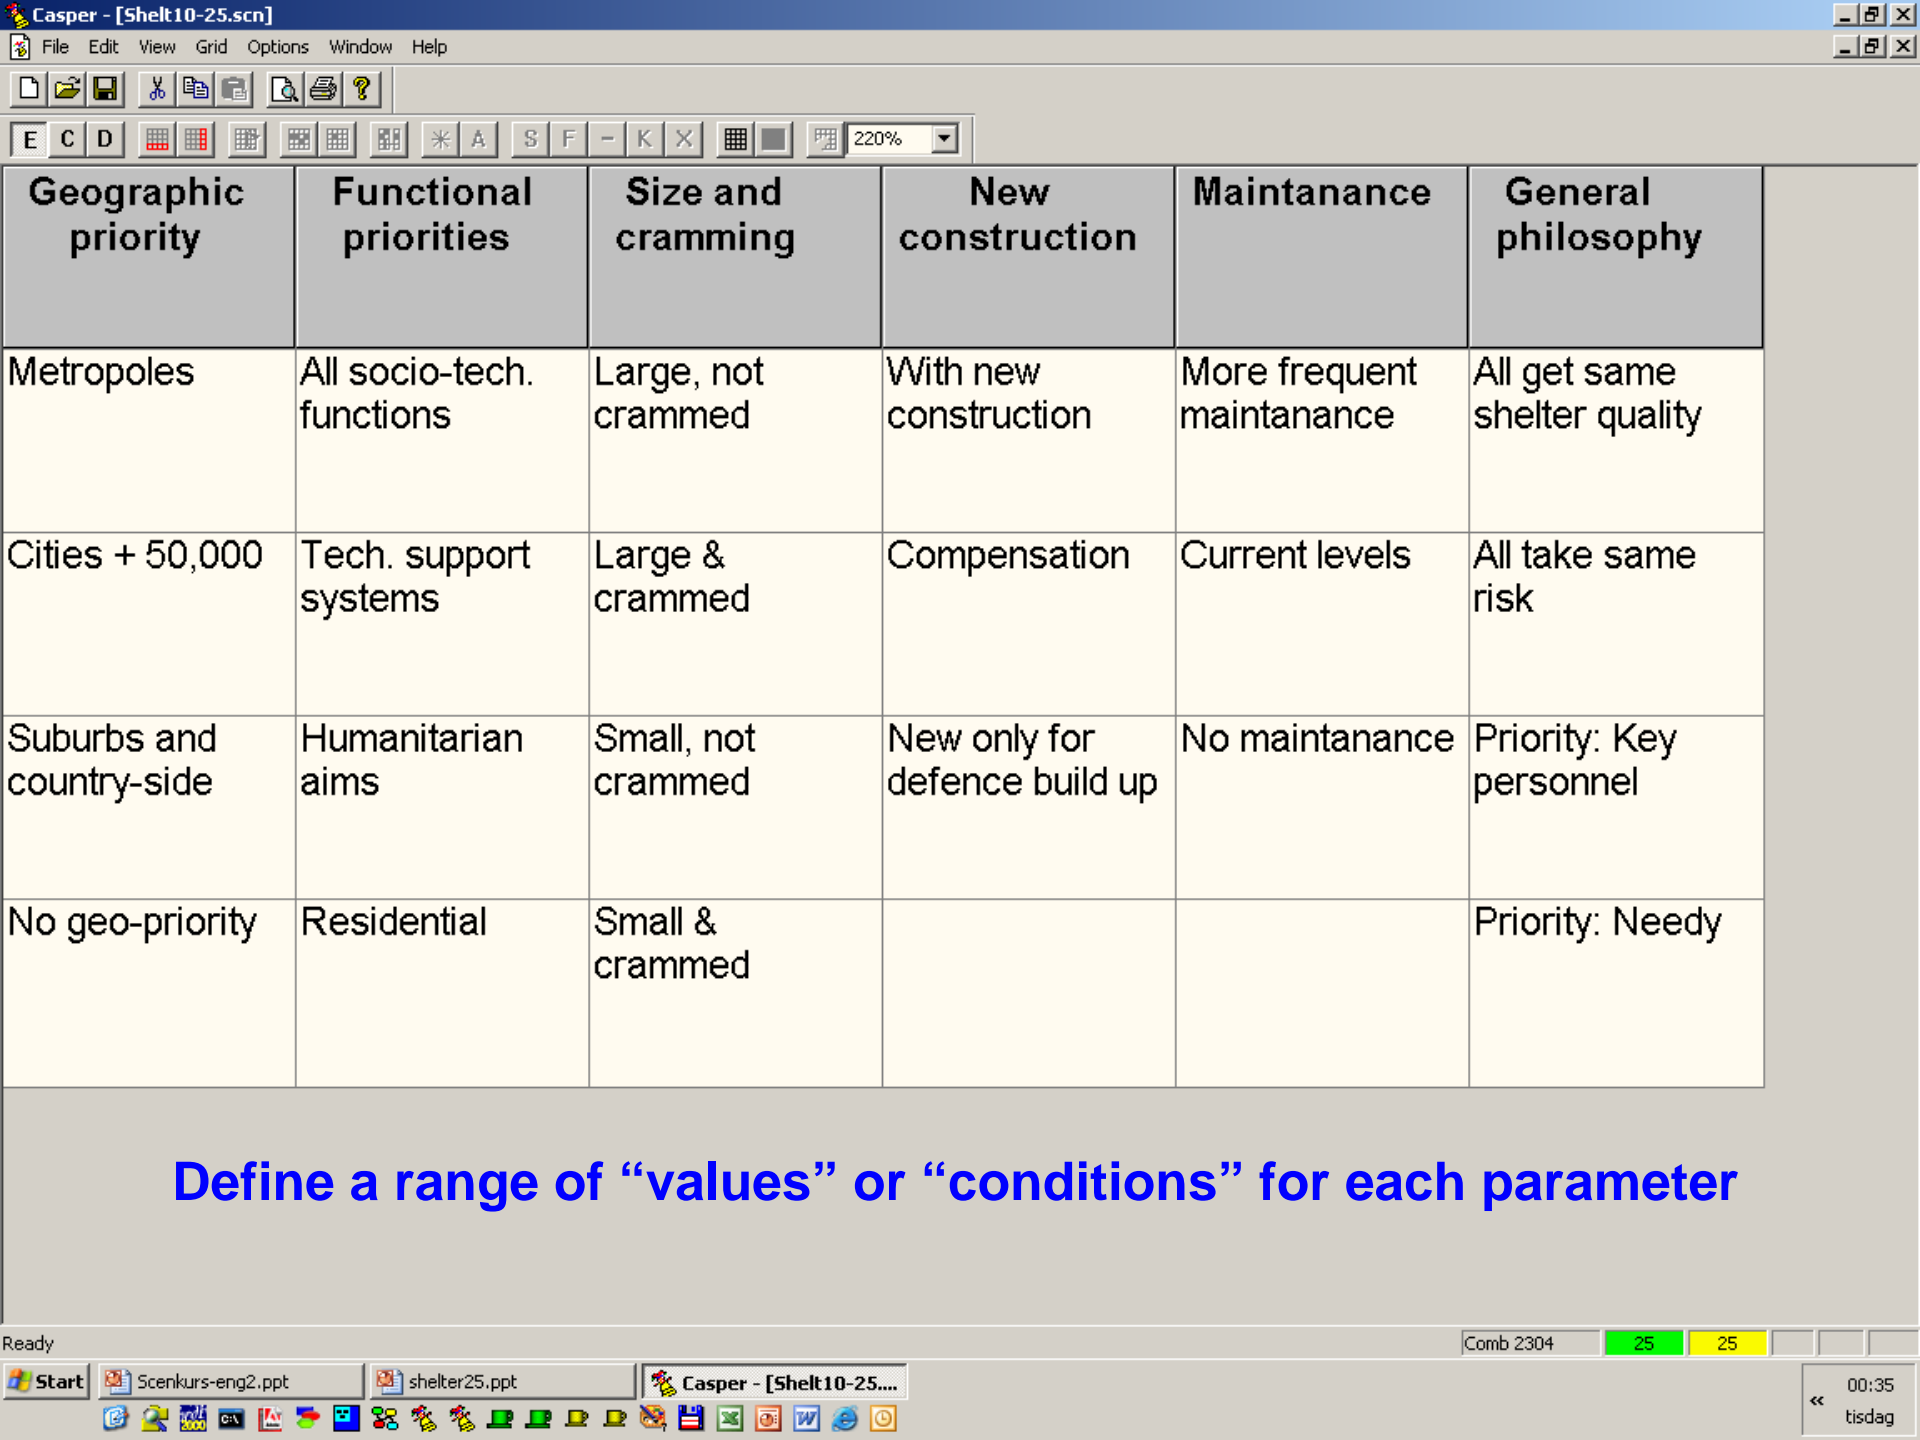 Casper - [Shelt10-25.scn]
File Edit View Grid Options Window Help
E C D A S F - K X 220%
Geographic priority
Functional priorities
Size and cramming
New construction
Maintanance
General philosophy
Metropoles
All socio-tech. functions
Large, not crammed
With new construction
More frequent maintanance
All get same shelter quality
Cities + 50,000
Tech. support systems
Large & crammed
Compensation
Current levels
All take same risk
Suburbs and country-side
Humanitarian aims
Small, not crammed
New only for defence build up
No maintanance
Priority: Key personnel
No geo-priority
Residential
Small & crammed
Priority: Needy
Define a range of “values” or “conditions” for each parameter
Ready Comb 2304 25 25
Start Scenkurs-eng2.ppt shelter25.ppt Casper - [Shelt10-25.... 00:35
« tisdag